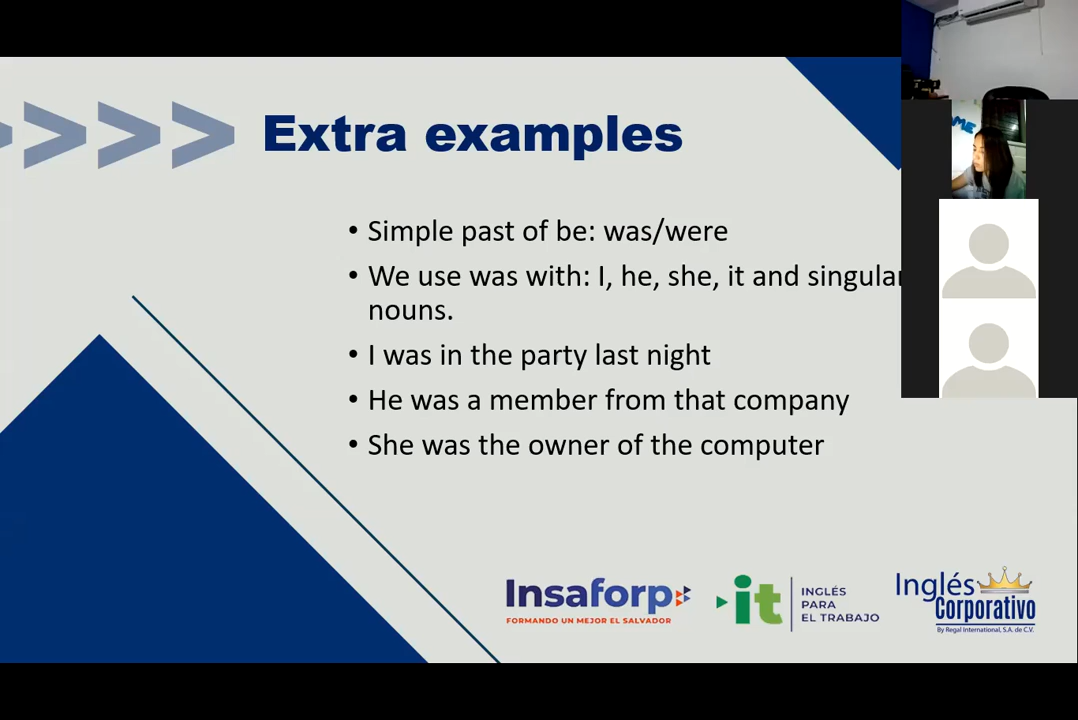 Extra examples
• Simple past of be: was/were
• We use was with: I, he, she, it and singular
nouns.
• I was in the party last night
• He was a member from that company
• She was the owner of the computer
Insaforp
FORMANDO UN MEJOR EL SALVADOR
it
INGLÉS
PARA
EL TRABAJO
Inglés
Corporativo
By Regal International, S.A. de C.V.